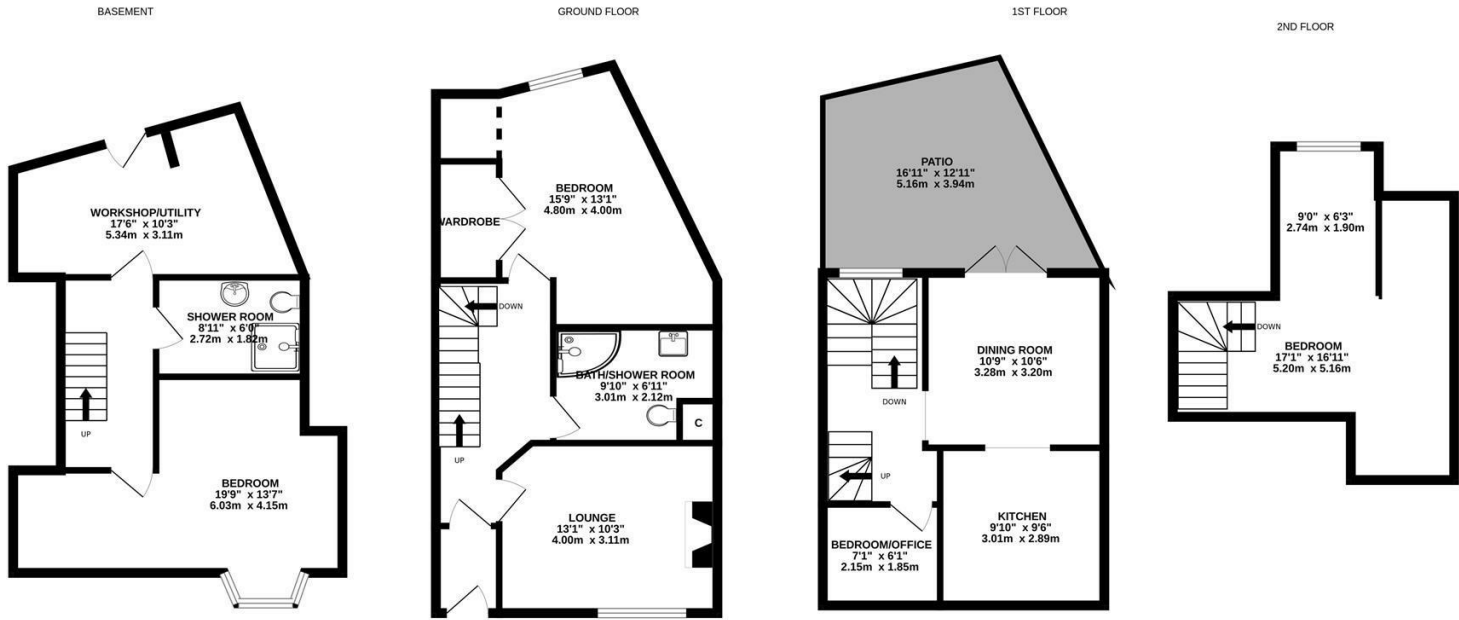 BASEMENT
WORKSHOP/UTILITY
17'6" x 10'3"
5.34m x 3.11m
SHOWER ROOM
8'11" x 6'0"
2.72m x 1.82m
UP
BEDROOM
19'9" x 13'7"
6.03m x 4.15m
GROUND FLOOR
BEDROOM
15'9" x 13'1"
4.80m x 4.00m
WARDROBE
DOWN
BATH/SHOWER ROOM
9'10" x 6'11"
3.01m x 2.12m
C
UP
LOUNGE
13'1" x 10'3"
4.00m x 3.11m
1ST FLOOR
PATIO
16'11" x 12'11"
5.16m x 3.94m
DINING ROOM
10'9" x 10'6"
3.28m x 3.20m
DOWN
UP
KITCHEN
9'10" x 9'6"
3.01m x 2.89m
BEDROOM/OFFICE
7'1" x 6'1"
2.15m x 1.85m
2ND FLOOR
9'0" x 6'3"
2.74m x 1.90m
DOWN
BEDROOM
17'1" x 16'11"
5.20m x 5.16m